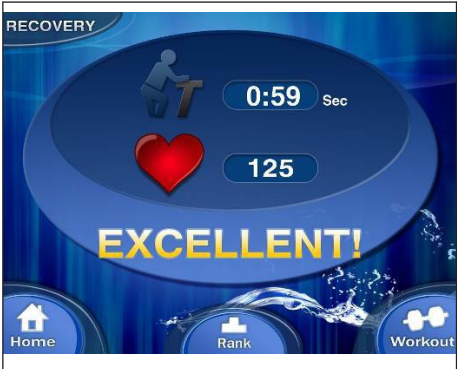 RECOVERY
0:59 Sec
125
EXCELLENT!
Home
Rank
Workout